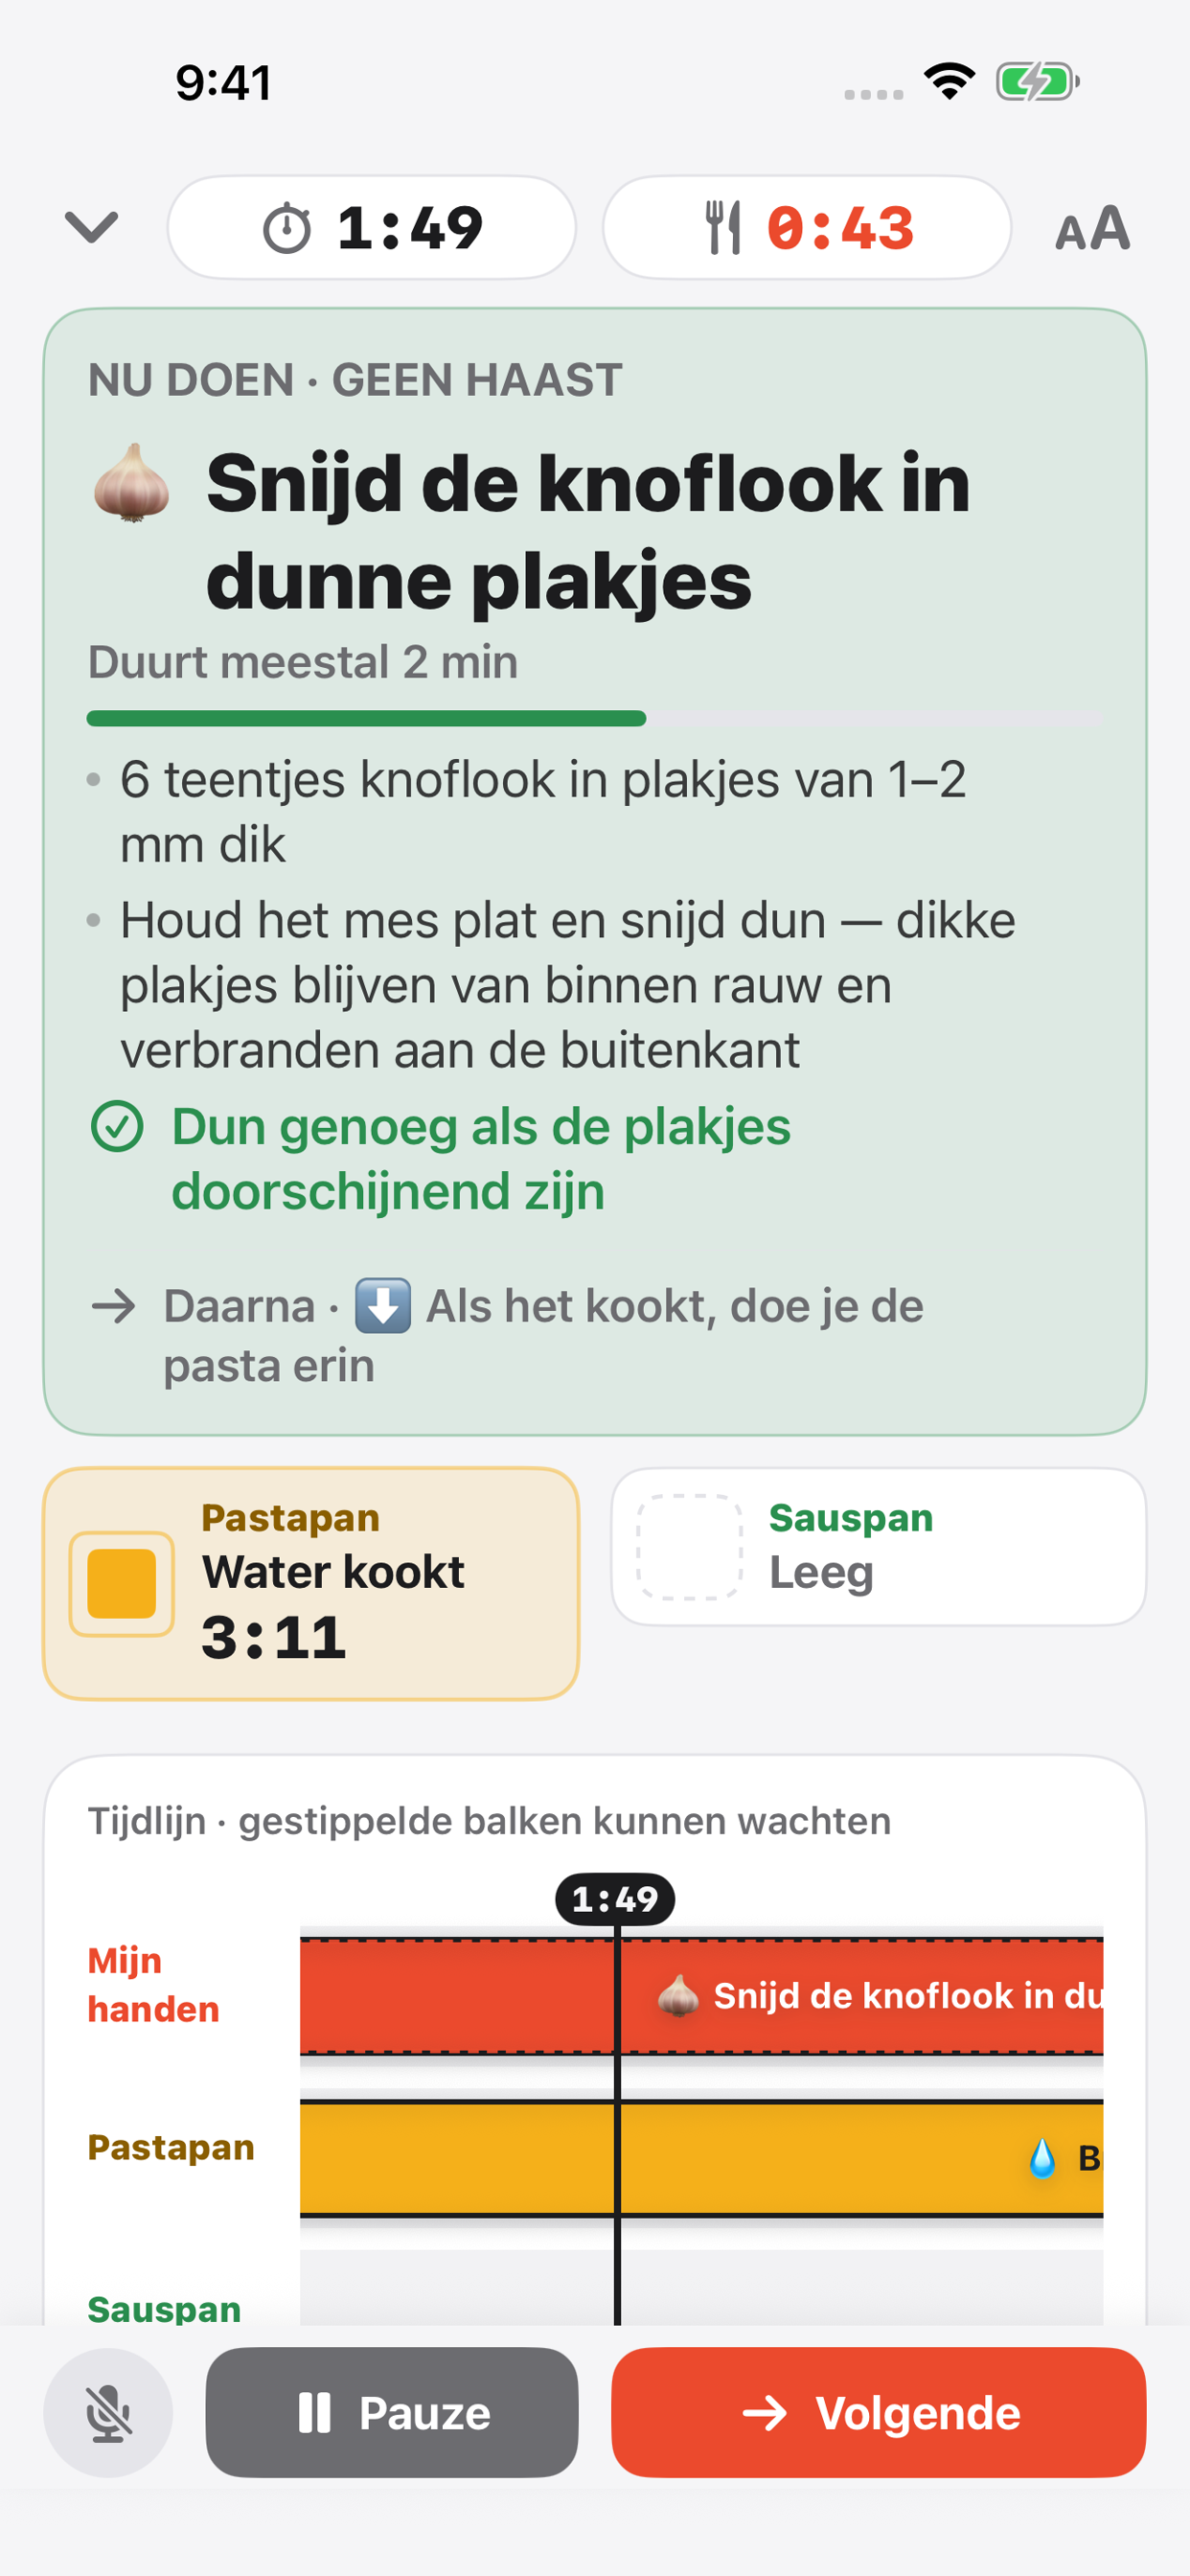 9:41
1:49
0:43
AA
NU DOEN · GEEN HAAST
Snijd de knoflook in
dunne plakjes
Duurt meestal 2 min
• 6 teentjes knoflook in plakjes van 1–2
mm dik
• Houd het mes plat en snijd dun — dikke
plakjes blijven van binnen rauw en
verbranden aan de buitenkant
Dun genoeg als de plakjes
doorschijnend zijn
→ Daarna · ⬇️ Als het kookt, doe je de
pasta erin
Pastapan
Water kookt
3:11
Sauspan
Leeg
Tijdlijn · gestippelde balken kunnen wachten
1:49
Mijn
handen
Snijd de knoflook in du
Pastapan
B
Sauspan
Pauze
→ Volgende